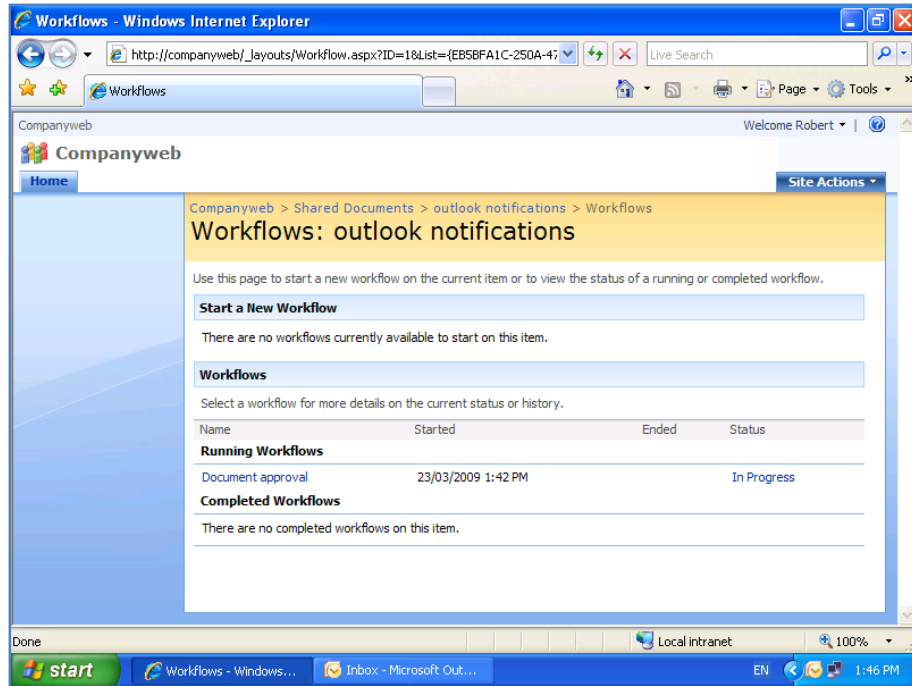 Workflows - Windows Internet Explorer
http://companyweb/_layouts/Workflow.aspx?ID=1&List={EB5BFA1C-250A-47
Live Search
Workflows
Page
Tools
Companyweb
Welcome Robert
Companyweb
Home
Site Actions
Companyweb > Shared Documents > outlook notifications > Workflows
Workflows: outlook notifications
Use this page to start a new workflow on the current item or to view the status of a running or completed workflow.
Start a New Workflow
There are no workflows currently available to start on this item.
Workflows
Select a workflow for more details on the current status or history.
Name Started Ended Status
Running Workflows
Document approval 23/03/2009 1:42 PM In Progress
Completed Workflows
There are no completed workflows on this item.
Done Local intranet 100%
start Workflows - Windows... Inbox - Microsoft Out... EN 1:46 PM